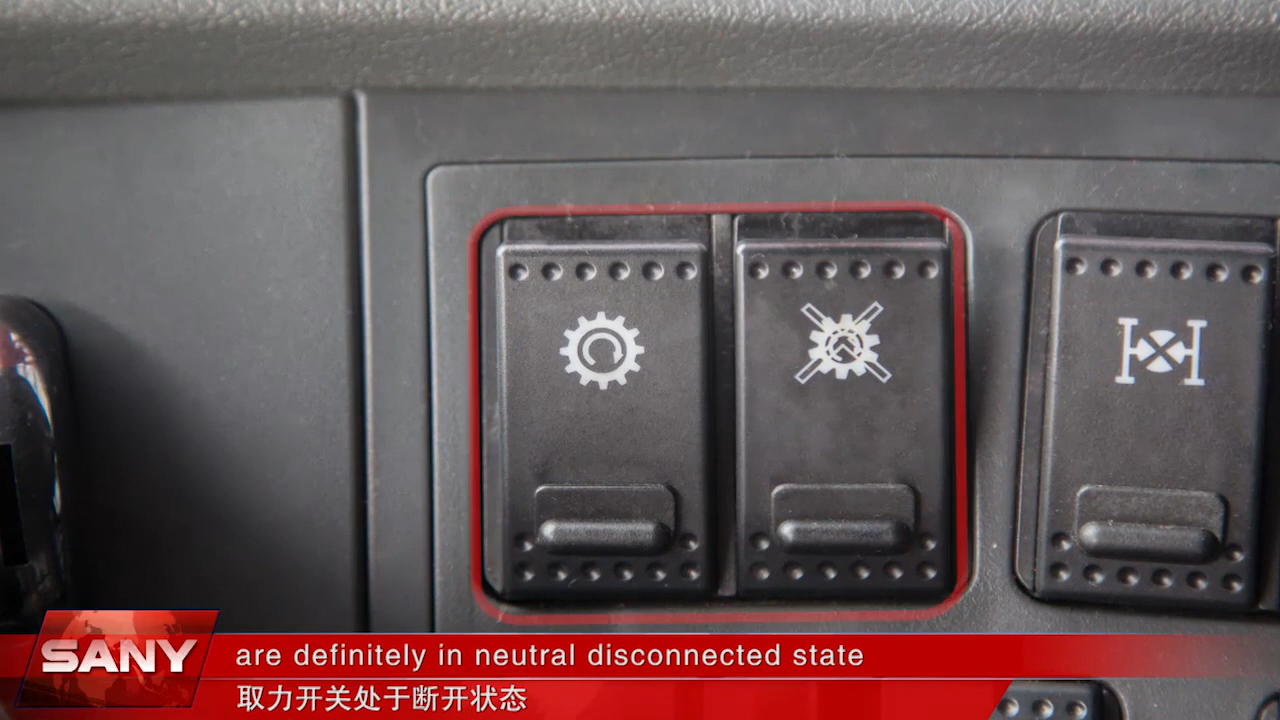 SANY
are definitely in neutral disconnected state
取力开关处于断开状态